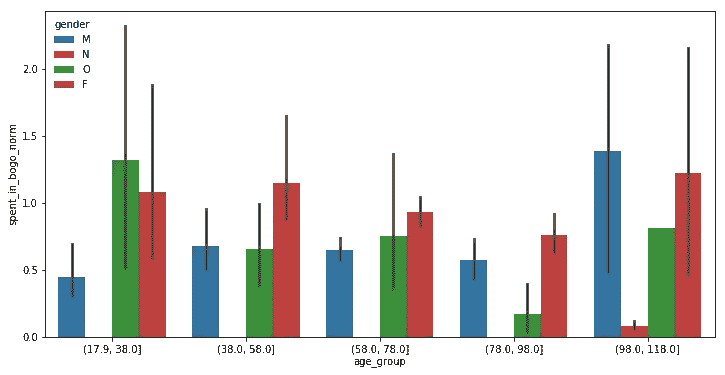 gender
M
N
O
F
2.0
1.5
1.0
0.5
0.0
spent_in_bogo_norm
(17.9, 38.0]
(38.0, 58.0]
(58.0, 78.0]
(78.0, 98.0]
(98.0, 118.0]
age_group